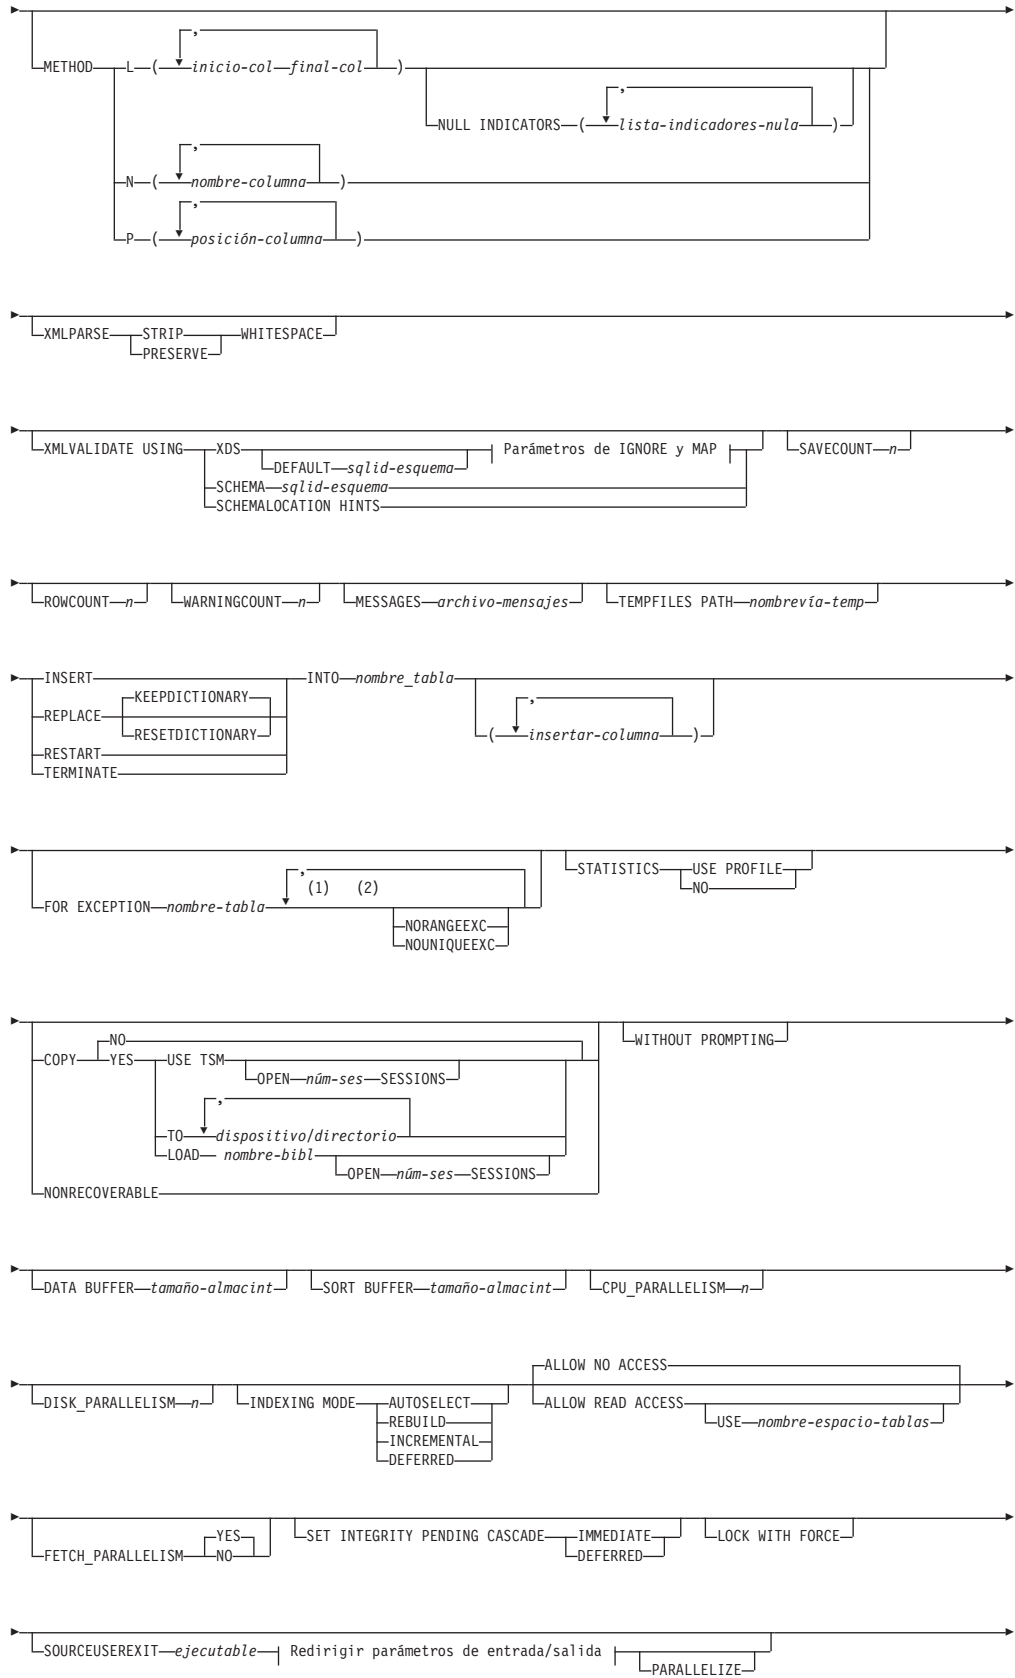 ,
METHOD L ( inicio-col final-col )
,
NULL INDICATORS ( lista-indicadores-nula )
,
N ( nombre-columna )
,
P ( posición-columna )
XMLPARSE STRIP WHITESPACE
PRESERVE
XMLVALIDATE USING XDS Parámetros de IGNORE y MAP SAVECOUNT n
DEFAULT sqlid-esquema
SCHEMA sqlid-esquema
SCHEMALOCATION HINTS
ROWCOUNT n WARNINGCOUNT n MESSAGES archivo-mensajes TEMPFILES PATH nombrevía-temp
INSERT INTO nombre_tabla
KEEPDICTIONARY ,
REPLACE ( insertar-columna )
RESETDICTIONARY
RESTART
TERMINATE
, STATISTICS USE PROFILE
(1) (2) NO
FOR EXCEPTION nombre-tabla
NORANGEEXC
NOUNIQUEEXC
NO WITHOUT PROMPTING
COPY YES USE TSM
OPEN núm-ses SESSIONS
,
TO dispositivo/directorio
LOAD nombre-bibl
OPEN núm-ses SESSIONS
NONRECOVERABLE
DATA BUFFER tamaño-almacint SORT BUFFER tamaño-almacint CPU_PARALLELISM n
ALLOW NO ACCESS
DISK_PARALLELISM n INDEXING MODE AUTOSELECT ALLOW READ ACCESS
REBUILD USE nombre-espacio-tablas
INCREMENTAL
DEFERRED
YES SET INTEGRITY PENDING CASCADE IMMEDIATE LOCK WITH FORCE
FETCH_PARALLELISM NO DEFERRED
SOURCEUSEREXIT ejecutable Redirigir parámetros de entrada/salida
PARALLELIZE